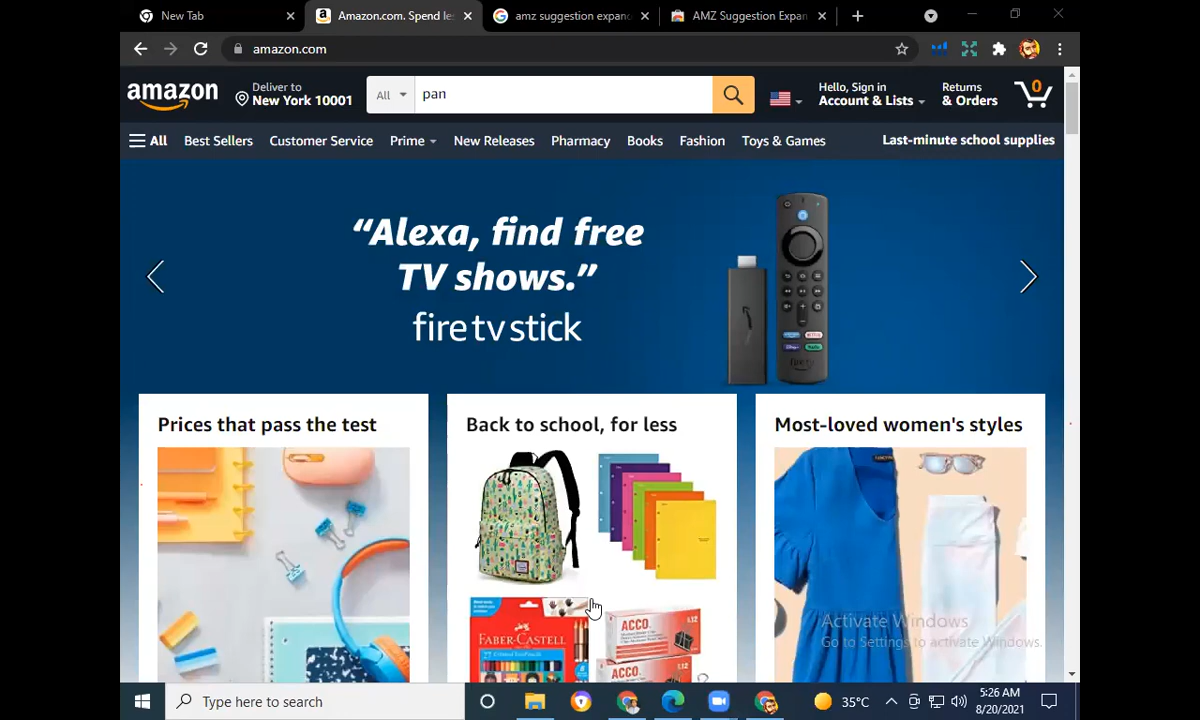 New Tab
Amazon.com. Spend le
amz suggestion expan
AMZ Suggestion Expan
amazon.com
amazon
Deliver to
New York 10001
All
pan
Hello, Sign in
Account & Lists
Returns
& Orders
0
All
Best Sellers
Customer Service
Prime
New Releases
Pharmacy
Books
Fashion
Toys & Games
Last-minute school supplies
“Alexa, find free
TV shows.”
fire tv stick
fire tv
Prices that pass the test
Back to school, for less
Most-loved women's styles
FABER-CASTELL
ACCO
ACCO
Activate Windows
Go to Settings to activate Windows.
Type here to search
35°C
5:26 AM
8/20/2021